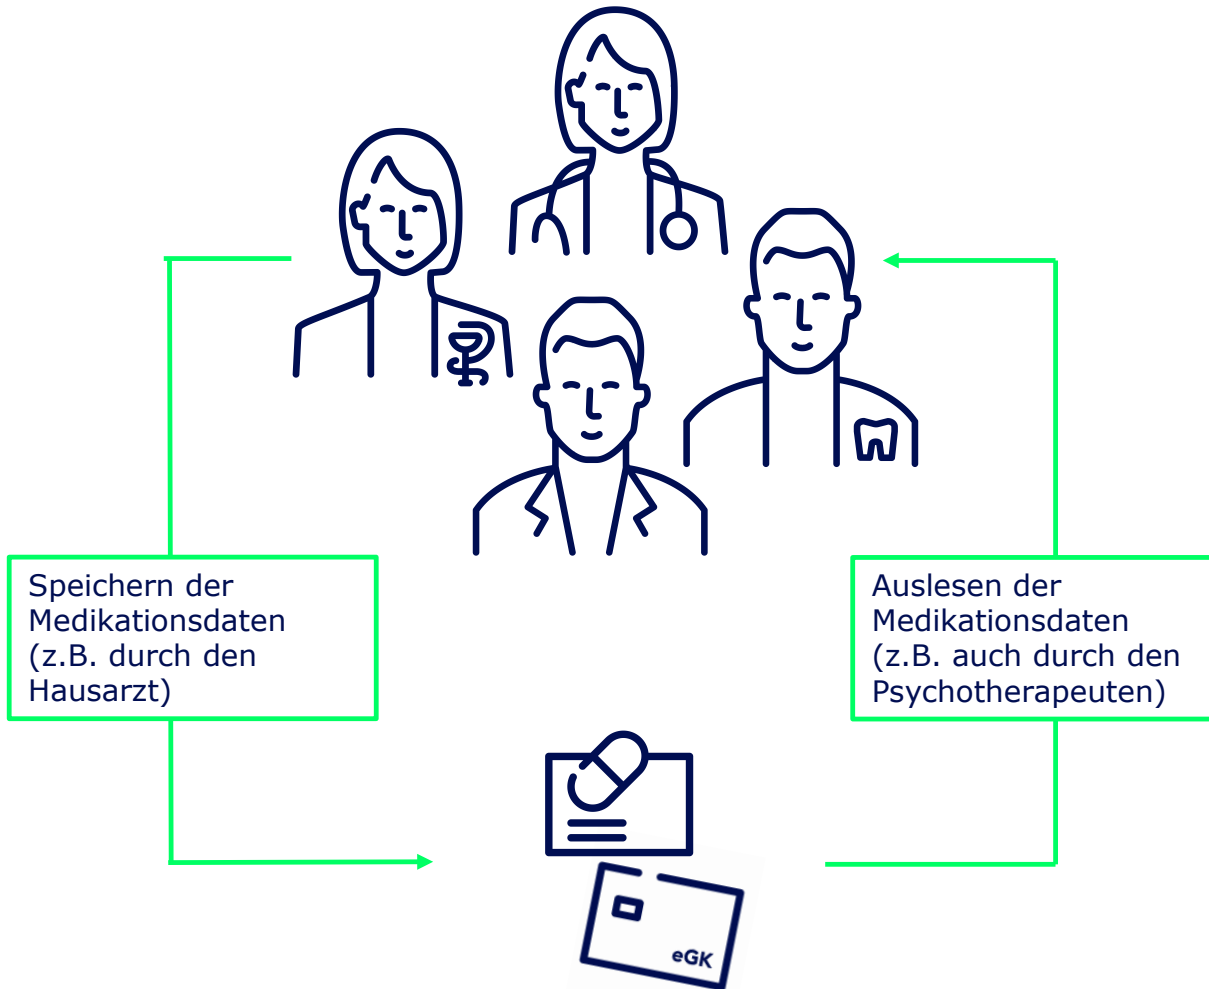 Speichern der
Medikationsdaten
(z.B. durch den
Hausarzt)
Auslesen der
Medikationsdaten
(z.B. auch durch den
Psychotherapeuten)
eGK